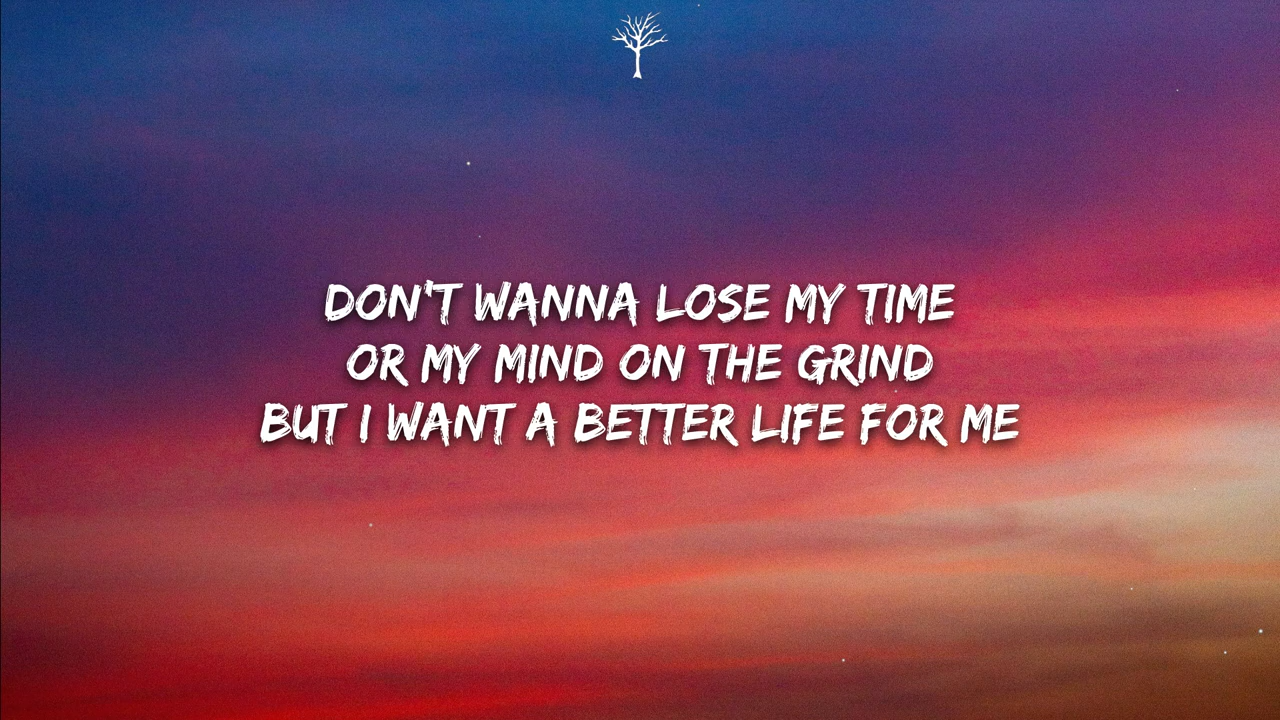 DON'T WANNA LOSE MY TIME
OR MY MIND ON THE GRIND
BUT I WANT A BETTER LIFE FOR ME